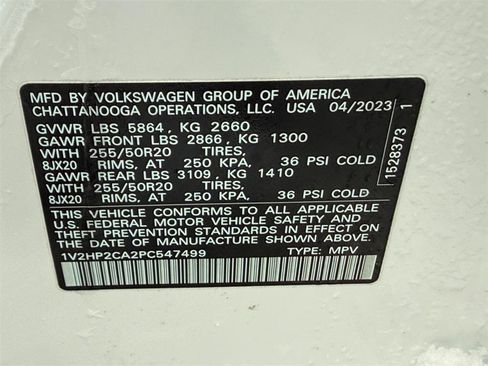 MFD BY VOLKSWAGEN GROUP OF AMERICA
CHATTANOOGA OPERATIONS, LLC. USA 04/2023
GVWR LBS 5864, KG 2660
GAWR FRONT LBS 2866, KG 1300
WITH 255/50R20 TIRES,
8JX20 RIMS, AT 250 KPA, 36 PSI COLD
GAWR REAR LBS 3109, KG 1410
WITH 255/50R20 TIRES,
8JX20 RIMS, AT 250 KPA, 36 PSI COLD
THIS VEHICLE CONFORMS TO ALL APPLICABLE
U.S. FEDERAL MOTOR VEHICLE SAFETY AND
THEFT PREVENTION STANDARDS IN EFFECT ON
THE DATE OF MANUFACTURE SHOWN ABOVE.
1V2HP2CA2PC547499 TYPE: MPV
1528373 1